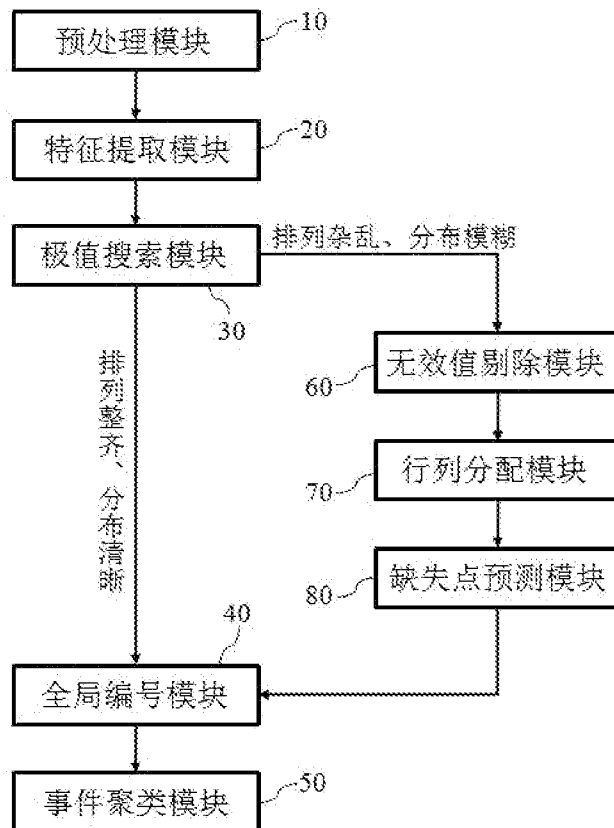 预处理模块
10
特征提取模块
20
极值搜索模块
30
排列杂乱、分布模糊
排列整齐、分布清晰
无效值剔除模块
60
行列分配模块
70
缺失点预测模块
80
40
全局编号模块
事件聚类模块
50